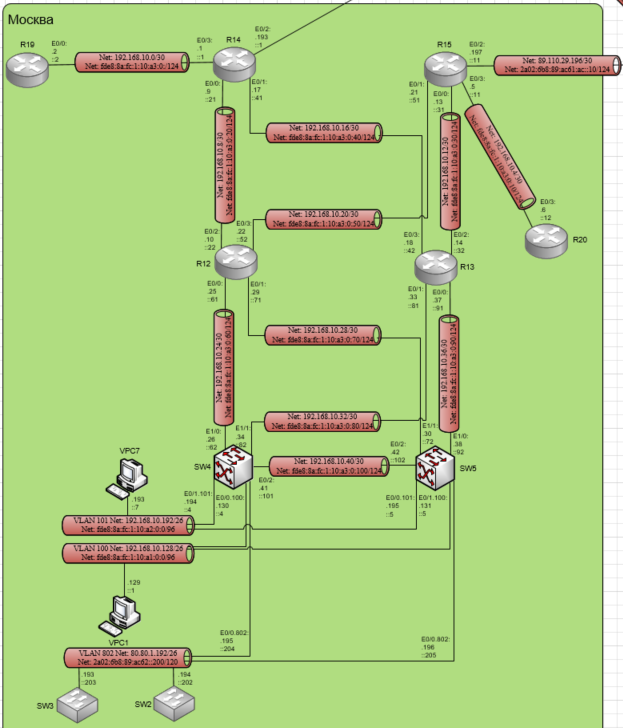 Москва
R19
E0/0:
.2
::2
Net: 192.168.10.0/30
Net: fde8:8a:fc:1:10:a3:0::/124
E0/3:
.1
::1
R14
E0/2:
.193
::1
R15
E0/2:
.197
::11
Net: 89.110.29.196/30
Net: 2a02:6b8:89:ac61:ac::10/124
E0/0:
.9
::21
E0/1:
.17
::41
E0/1:
.21
::51
E0/0:
.13
::31
E0/3:
.5
::11
Net: 192.168.10.8/30
Net: fde8:8a:fc:1:10:a3:0:20/124
Net: 192.168.10.16/30
Net: fde8:8a:fc:1:10:a3:0:40/124
Net: 192.168.10.12/30
Net: fde8:8a:fc:1:10:a3:0:30/124
Net: 192.168.10.4/30
Net: fde8:8a:fc:1:10:a3:0:10/124
Net: 192.168.10.20/30
Net: fde8:8a:fc:1:10:a3:0:50/124
E0/3:
.6
::12
R20
E0/2:
.10
::22
E0/3:
.22
::52
E0/3:
.18
::42
E0/2:
.14
::32
R12
R13
E0/0:
.25
::61
E0/1:
.29
::71
E0/1:
.33
::81
E0/0:
.37
::91
Net: 192.168.10.24/30
Net: fde8:8a:fc:1:10:a3:0:60/124
Net: 192.168.10.28/30
Net: fde8:8a:fc:1:10:a3:0:70/124
Net: 192.168.10.36/30
Net: fde8:8a:fc:1:10:a3:0:90/124
Net: 192.168.10.32/30
Net: fde8:8a:fc:1:10:a3:0:80/124
E1/0:
.26
::62
E1/1:
.34
::82
E1/1:
.30
::72
E1/0:
.38
::92
SW4
Net: 192.168.10.40/30
Net: fde8:8a:fc:1:10:a3:0:100/124
E0/2:
.42
::102
SW5
E0/2:
.41
::101
VPC7
.193
::7
E0/1.101:
.194
::4
E0/0.100:
.130
::4
E0/0.101:
.195
::5
E0/1.100:
.131
::5
VLAN 101 Net: 192.168.10.192/26
Net: fde8:8a:fc:1:10:a2:0:0/96
VLAN 100 Net: 192.168.10.128/26
Net: fde8:8a:fc:1:10:a1:0:0/96
.129
::1
VPC1
E0/0.802:
.195
::204
E0/0.802:
.196
::205
VLAN 802 Net: 80.80.1.192/26
Net: 2a02:6b8:89:ac62::200/120
.193
::203
.194
::202
SW3
SW2